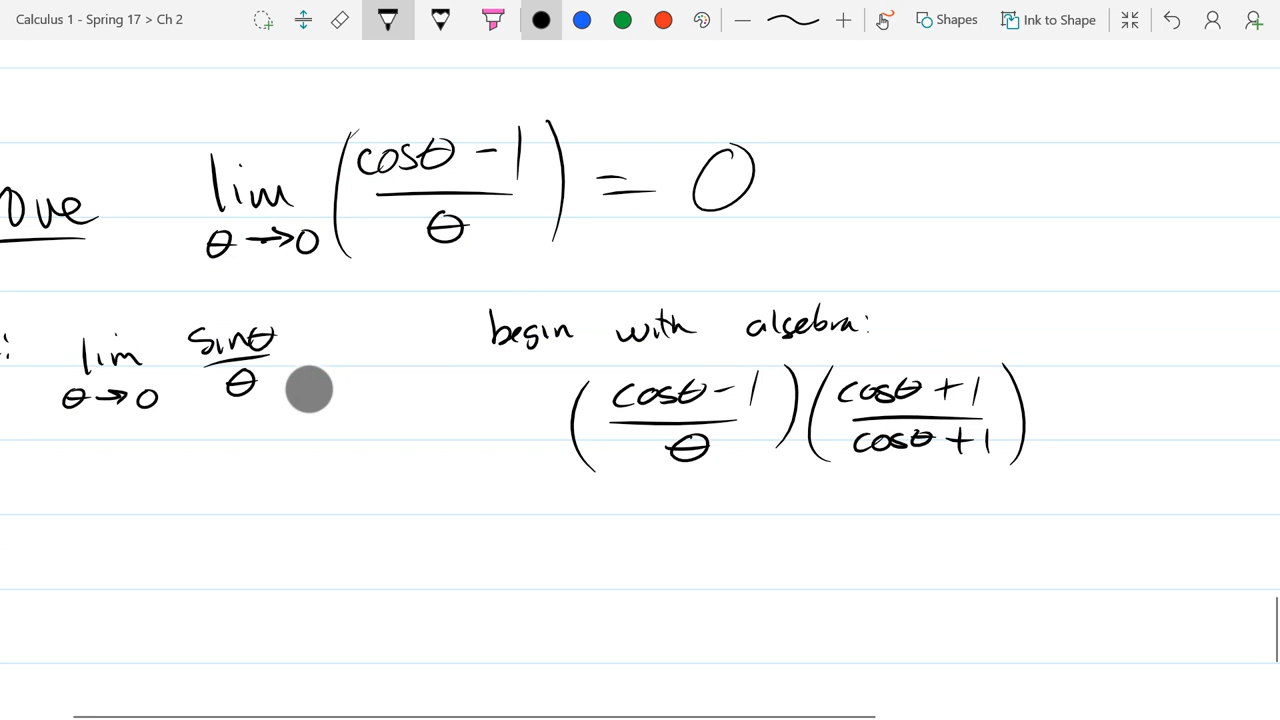 Calculus 1 - Spring 17 > Ch 2
Shapes
Ink to Shape
ove lim θ→0 (cosθ - 1 / θ) = 0
: lim θ→0 sinθ / θ
begin with algebra:
(cosθ - 1 / θ)(cosθ + 1 / cosθ + 1)